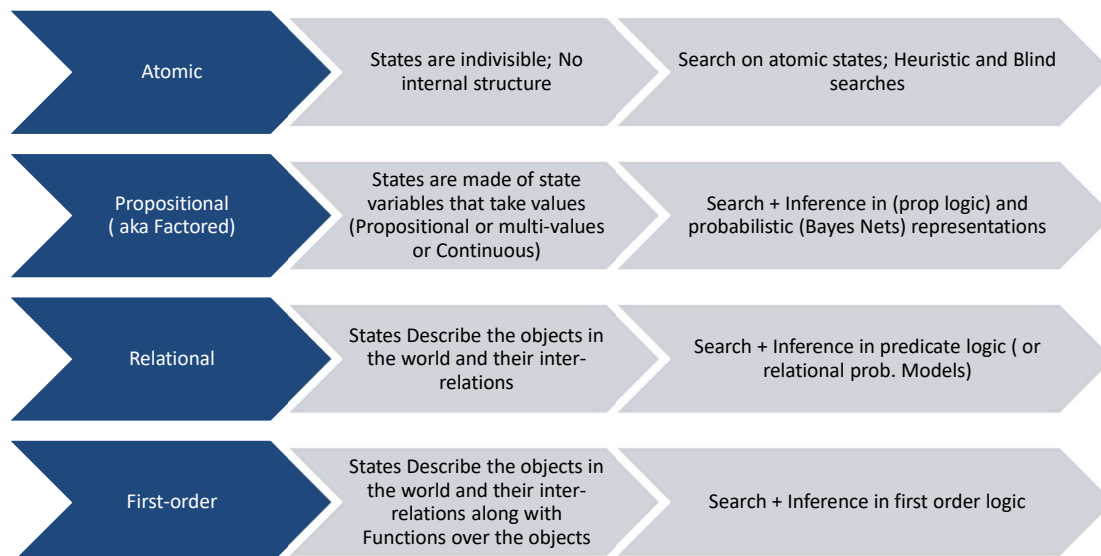 Atomic
States are indivisible; No
internal structure
Search on atomic states; Heuristic and Blind
searches
Propositional
( aka Factored)
States are made of state
variables that take values
(Propositional or multi-values
or Continuous)
Search + Inference in (prop logic) and
probabilistic (Bayes Nets) representations
Relational
States Describe the objects in
the world and their inter-
relations
Search + Inference in predicate logic ( or
relational prob. Models)
First-order
States Describe the objects in
the world and their inter-
relations along with
Functions over the objects
Search + Inference in first order logic